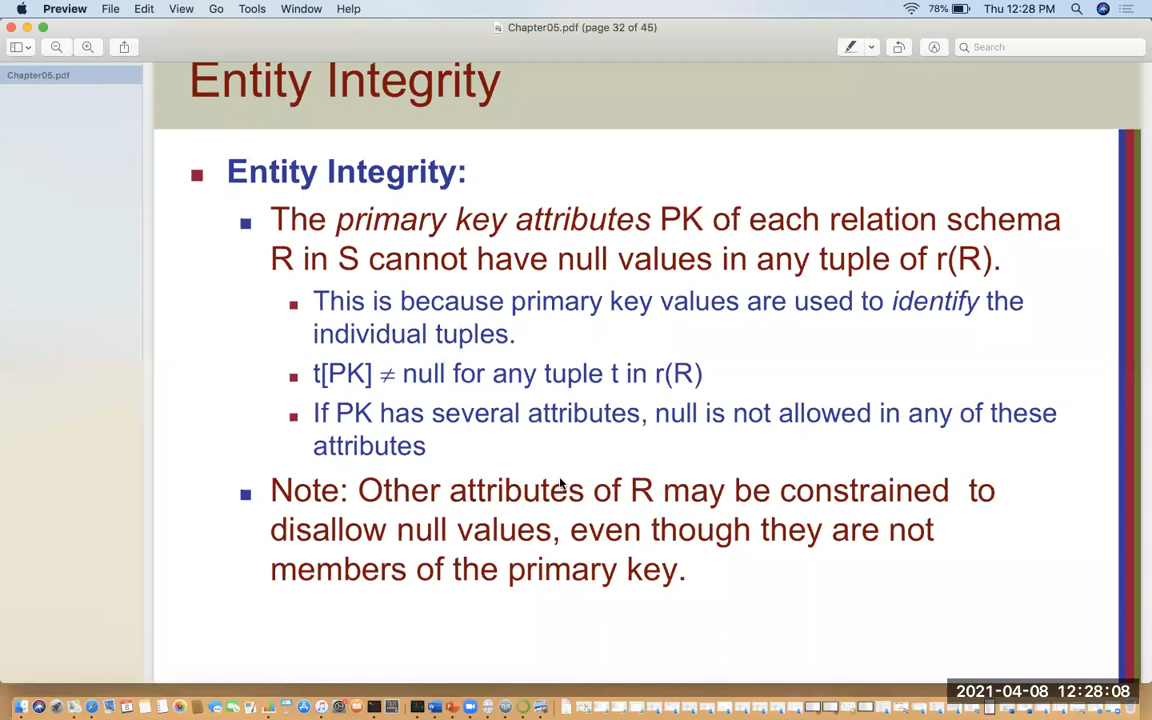 Preview File Edit View Go Tools Window Help 78% Thu 12:28 PM
Chapter05.pdf (page 32 of 45)
Search
Chapter05.pdf
Entity Integrity
Entity Integrity:
The primary key attributes PK of each relation schema
R in S cannot have null values in any tuple of r(R).
This is because primary key values are used to identify the
individual tuples.
t[PK] ≠ null for any tuple t in r(R)
If PK has several attributes, null is not allowed in any of these
attributes
Note: Other attributes of R may be constrained  to
disallow null values, even though they are not
members of the primary key.
2021-04-08 12:28:08